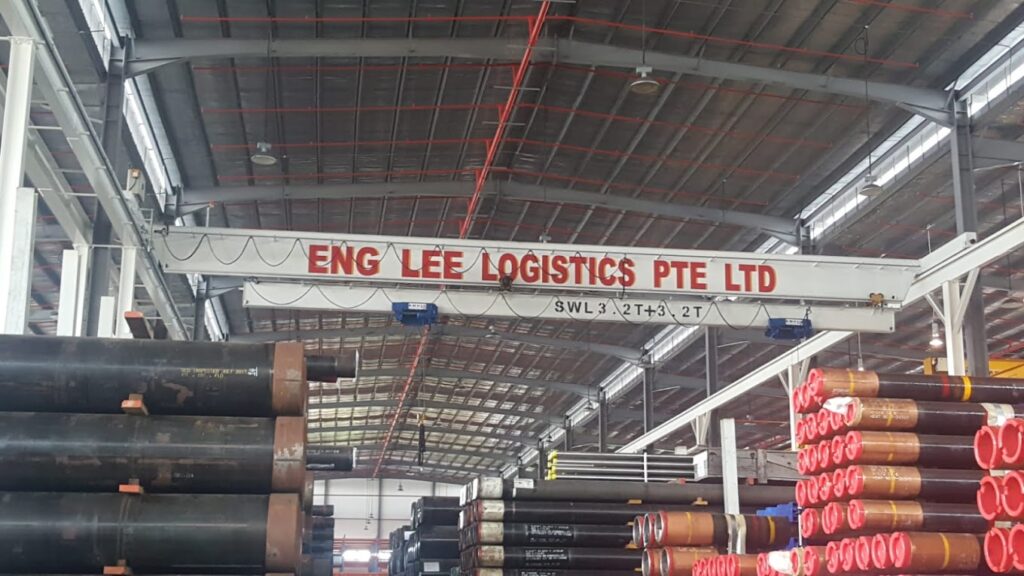 ENG LEE LOGISTICS PTE LTD
SWL 3.2T+3.2T